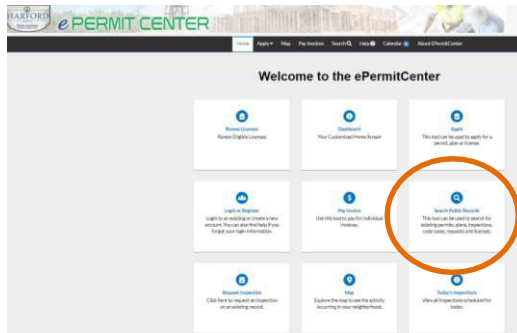 HARFORD
e PERMIT CENTER
Home Apply Map Pay Invoices Search Help Calendar About EPermitCenter
Welcome to the ePermitCenter
Renew Licenses
Renew Eligible Licenses
Dashboard
Your Customized Home Screen
Apply
This tool can be used to apply for a
permit, plan or license.
Login or Register
Login to an existing or create a new
account. You can also find help if you
forgot your login information.
Pay Invoice
Use this tool to pay for individual
invoices.
Search Public Records
This tool can be used to search for
existing permits, plans, inspections,
code cases, requests and licenses.
Request Inspection
Click here to request an inspection
on an existing record.
Map
Explore the map to see the activity
occurring in your neighborhood.
Today's Inspections
View all inspections scheduled for
today.